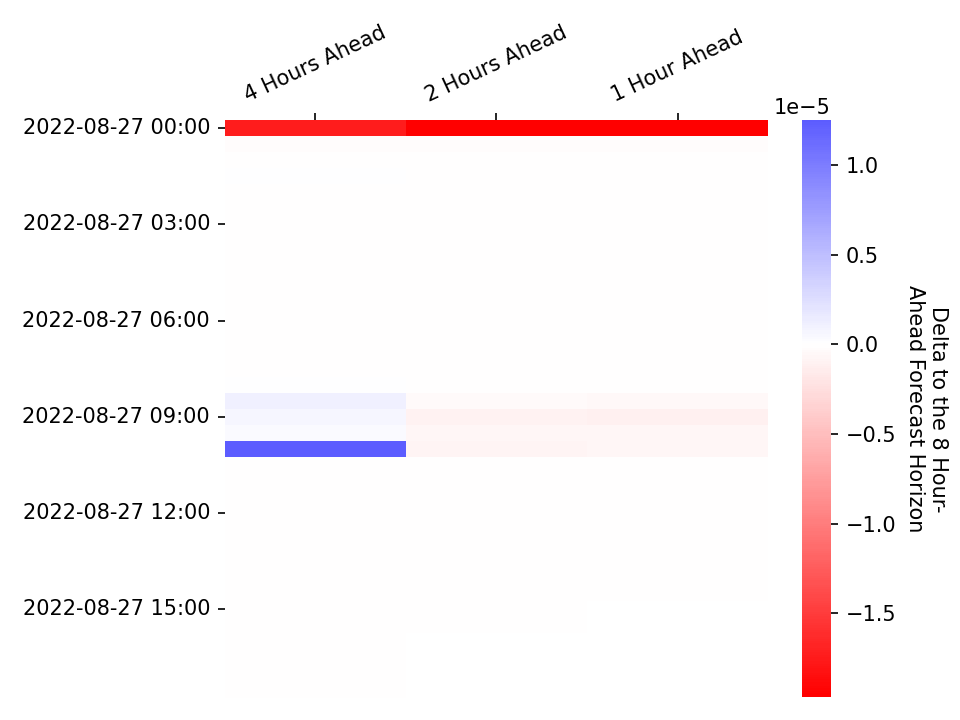 4 Hours Ahead
2 Hours Ahead
1 Hour Ahead
1e−5
2022-08-27 00:00
2022-08-27 03:00
2022-08-27 06:00
2022-08-27 09:00
2022-08-27 12:00
2022-08-27 15:00
1.0
0.5
0.0
−0.5
−1.0
−1.5
Delta to the 8 Hour-
Ahead Forecast Horizon